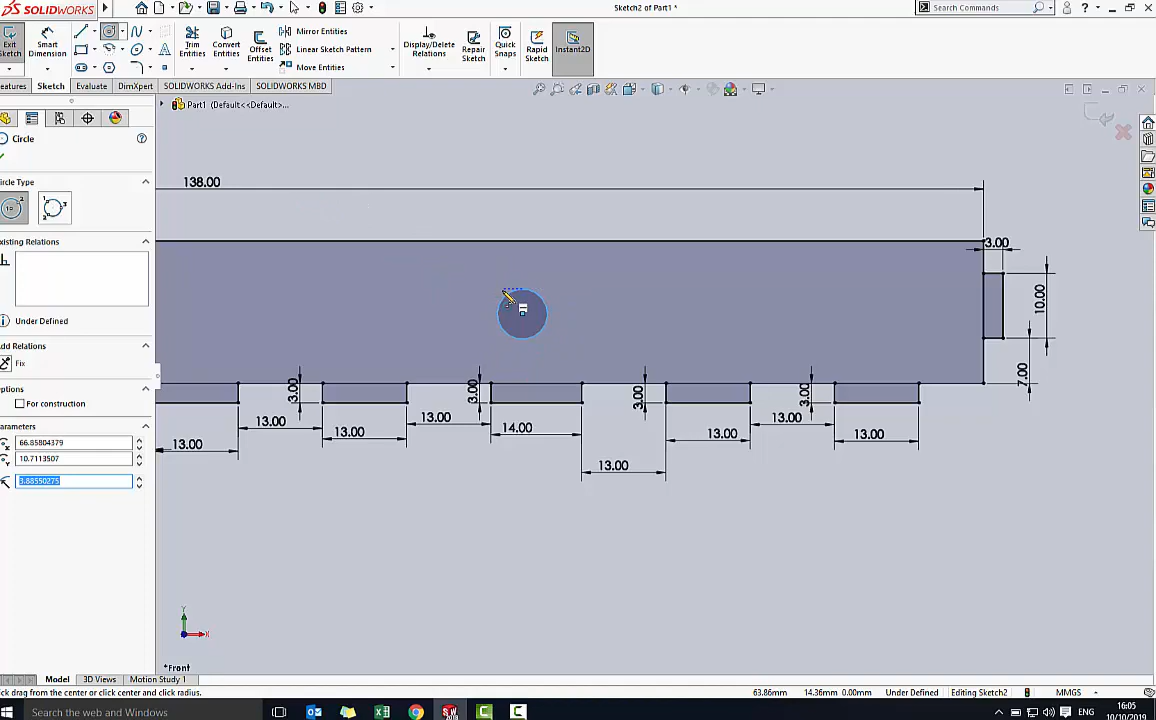 SOLIDWORKS
Sketch2 of Part1 *
Search Commands
Exit Sketch
Smart Dimension
Trim Entities
Convert Entities
Offset Entities
Mirror Entities
Linear Sketch Pattern
Move Entities
Display/Delete Relations
Repair Sketch
Quick Snaps
Rapid Sketch
Instant2D
eatures
Sketch
Evaluate
DimXpert
SOLIDWORKS Add-Ins
SOLIDWORKS MBD
Part1 (Default<<Default>...
Circle
ircle Type
xisting Relations
Under Defined
dd Relations
Fix
ptions
For construction
arameters
66.85804379
10.7113507
3.88550275
138.00
3.00
10.00
7.00
3.00
3.00
3.00
3.00
13.00
13.00
13.00
13.00
14.00
13.00
13.00
13.00
13.00
Y
X
*Front
Model
3D Views
Motion Study 1
ick drag from the center or click center and click radius.
63.86mm
14.36mm
0.00mm
Under Defined
Editing Sketch2
MMGS
Search the web and Windows
ENG
16:05
10/10/2019